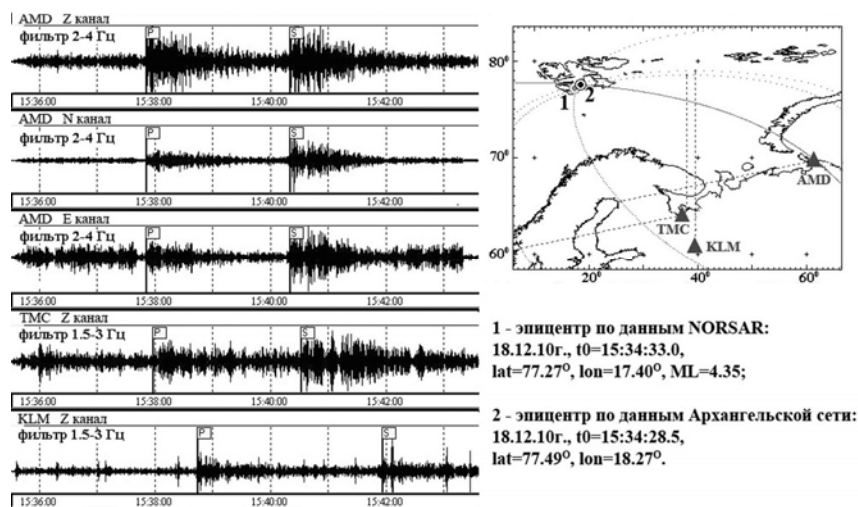 AMD Z канал
фильтр 2-4 Гц
P
S
15:36:00 15:38:00 15:40:00 15:42:00
AMD N канал
фильтр 2-4 Гц
P
S
15:36:00 15:38:00 15:40:00 15:42:00
AMD E канал
фильтр 2-4 Гц
P
S
15:36:00 15:38:00 15:40:00 15:42:00
TMC Z канал
фильтр 1.5-3 Гц
P
S
15:36:00 15:38:00 15:40:00 15:42:00
KLM Z канал
фильтр 1.5-3 Гц
P
S
15:36:00 15:38:00 15:40:00 15:42:00
80°
70°
60°
20° 40° 60°
1 2
AMD
TMC
KLM
1 - эпицентр по данным NORSAR:
18.12.10г., t0=15:34:33.0,
lat=77.27°, lon=17.40°, ML=4.35;
2 - эпицентр по данным Архангельской сети:
18.12.10г., t0=15:34:28.5,
lat=77.49°, lon=18.27°.